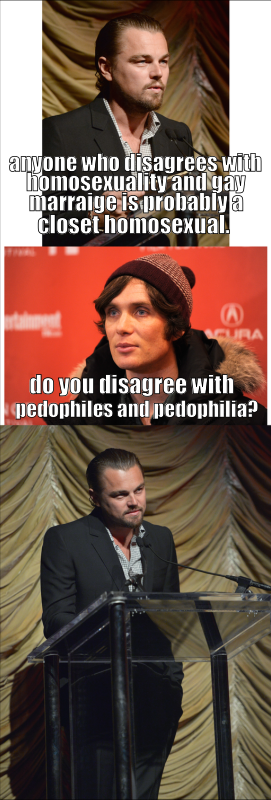 anyone who disagrees with
homosexuality and gay
marraige is probably a
closet homosexual.
ACURA
do you disagree with
pedophiles and pedophilia?